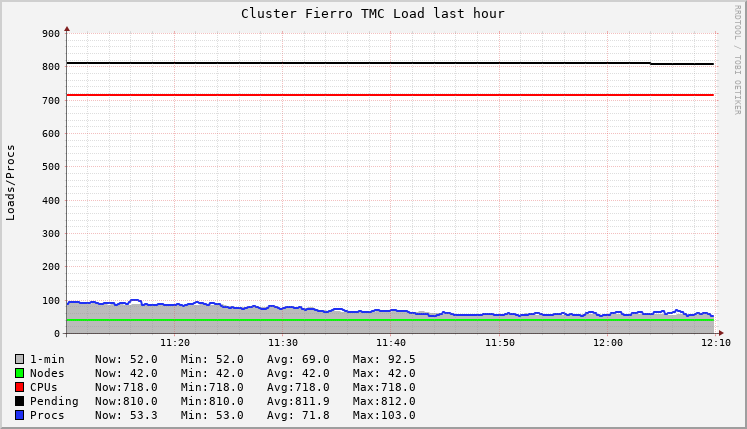 Cluster Fierro TMC Load last hour
RRDTOOL / TOBI OETIKER
Loads/Procs
900
800
700
600
500
400
300
200
100
0
11:20 11:30 11:40 11:50 12:00 12:10
1-min Now: 52.0 Min: 52.0 Avg: 69.0 Max: 92.5
Nodes Now: 42.0 Min: 42.0 Avg: 42.0 Max: 42.0
CPUs Now:718.0 Min:718.0 Avg:718.0 Max:718.0
Pending Now:810.0 Min:810.0 Avg:811.9 Max:812.0
Procs Now: 53.3 Min: 53.0 Avg: 71.8 Max:103.0